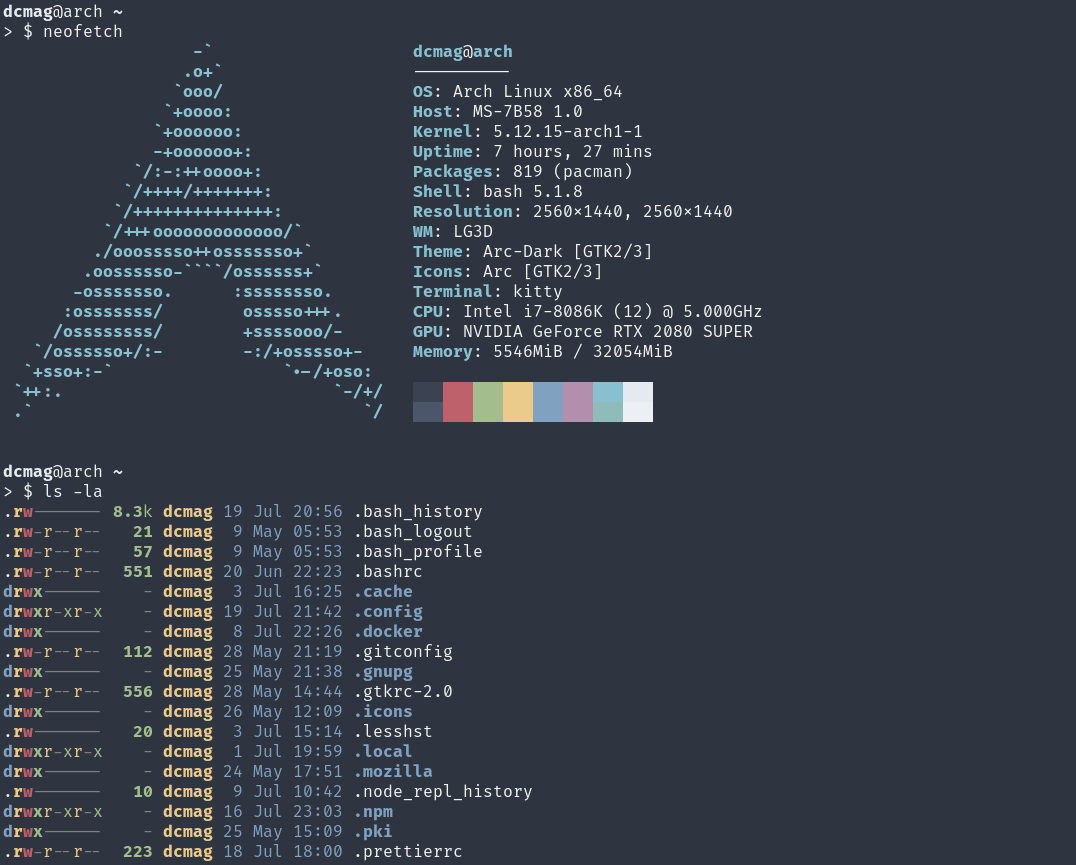 dcmag@arch ~
> $ neofetch
                   -`                    dcmag@arch
                  .o+`                   ----------
                 `ooo/                   OS: Arch Linux x86_64
                `+oooo:                  Host: MS-7B58 1.0
               `+oooooo:                 Kernel: 5.12.15-arch1-1
               -+oooooo+:                Uptime: 7 hours, 27 mins
             `/:-:++oooo+:               Packages: 819 (pacman)
            `/++++/+++++++:              Shell: bash 5.1.8
           `/++++++++++++++:             Resolution: 2560x1440, 2560x1440
          `/+++ooooooooooooo/`           WM: LG3D
         ./ooosssso++osssssso+`          Theme: Arc-Dark [GTK2/3]
        .oossssso-````/ossssss+`         Icons: Arc [GTK2/3]
       -osssssso.      :ssssssso.        Terminal: kitty
      :osssssss/        osssso+++.       CPU: Intel i7-8086K (12) @ 5.000GHz
     /ossssssss/        +ssssooo/-       GPU: NVIDIA GeForce RTX 2080 SUPER
   `/ossssso+/:-        -:/+osssso+-     Memory: 5546MiB / 32054MiB
  `+sso+:-`                 `.-/+oso:
 `++:.                           `-/+/
 .`                                 `/
dcmag@arch ~
> $ ls -la
.rw------- 8.3k dcmag 19 Jul 20:56 .bash_history
.rw-r--r-- 21 dcmag 9 May 05:53 .bash_logout
.rw-r--r-- 57 dcmag 9 May 05:53 .bash_profile
.rw-r--r-- 551 dcmag 20 Jun 22:23 .bashrc
drwx------ - dcmag 3 Jul 16:25 .cache
drwxr-xr-x - dcmag 19 Jul 21:42 .config
drwx------ - dcmag 8 Jul 22:26 .docker
.rw-r--r-- 112 dcmag 28 May 21:19 .gitconfig
drwx------ - dcmag 25 May 21:38 .gnupg
.rw-r--r-- 556 dcmag 28 May 14:44 .gtkrc-2.0
drwx------ - dcmag 26 May 12:09 .icons
.rw------- 20 dcmag 3 Jul 15:14 .lesshst
drwxr-xr-x - dcmag 1 Jul 19:59 .local
drwx------ - dcmag 24 May 17:51 .mozilla
.rw------- 10 dcmag 9 Jul 10:42 .node_repl_history
drwxr-xr-x - dcmag 16 Jul 23:03 .npm
drwx------ - dcmag 25 May 15:09 .pki
.rw-r--r-- 223 dcmag 18 Jul 18:00 .prettierrc